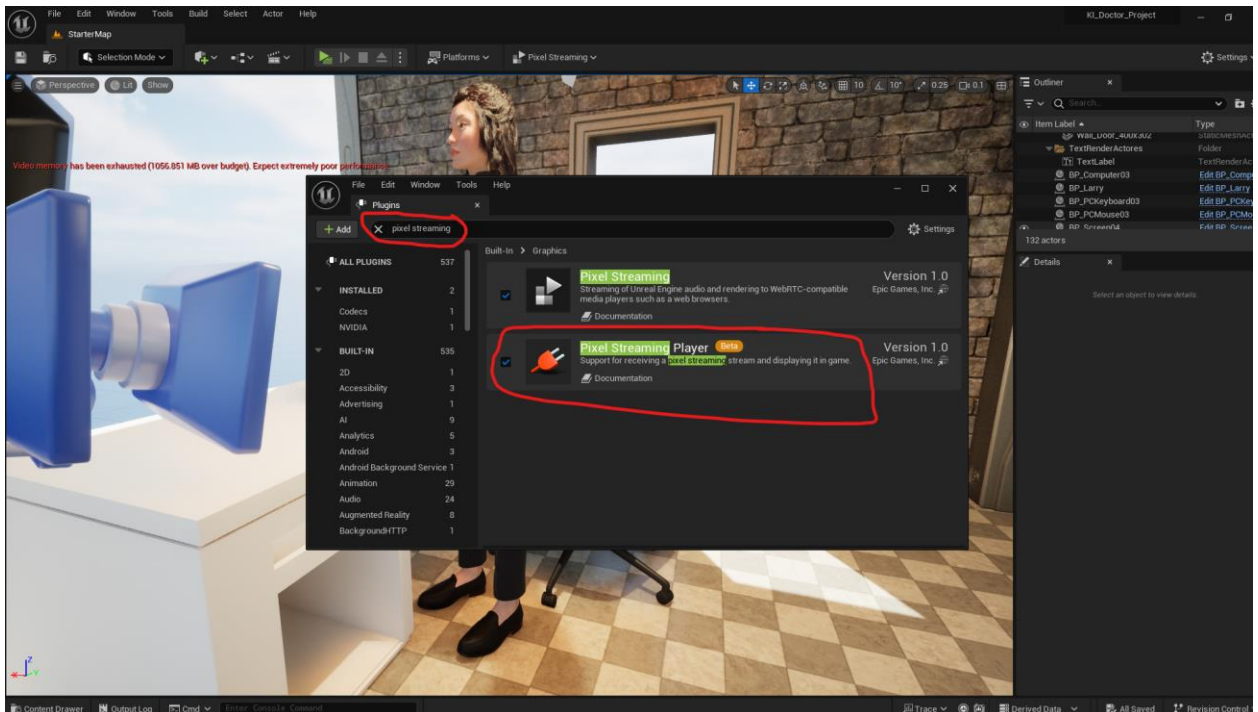 File Edit Window Tools Build Select Actor Help
KI_Doctor_Project
StarterMap
Selection Mode
Platforms
Pixel Streaming
Settings
Perspective
Lit
Show
10
10°
0.25
0.1
Outliner
Search...
Item Label
Type
Wall_Door_400x302
TextRenderActores
Folder
TextLabel
BP_Computer03
BP_Larry
Edit BP_Larry
BP_PCKeyboard03
BP_PCMouse03
BP_Screen04
132 actors
Details
Select an object to view details.
Video memory has been exhausted (1056.851 MB over budget). Expect extremely poor performance
File Edit Window Tools Help
Plugins
Add
pixel streaming
Settings
ALL PLUGINS 537
INSTALLED 2
Codecs 1
NVIDIA 1
BUILT-IN 535
2D 1
Accessibility 3
Advertising 1
AI 9
Analytics 5
Android 3
Android Background Service 1
Animation 29
Audio 24
Augmented Reality 8
BackgroundHTTP 1
Built-In > Graphics
Pixel Streaming
Version 1.0
Streaming of Unreal Engine audio and rendering to WebRTC-compatible
Epic Games, Inc.
media players such as a web browsers.
Documentation
Pixel Streaming Player Beta
Version 1.0
Support for receiving a pixel streaming stream and displaying it in game.
Epic Games, Inc.
Documentation
Z
X
Y
Content Drawer
Output Log
Cmd
Enter Console Command
Trace
Derived Data
All Saved
Revision Control